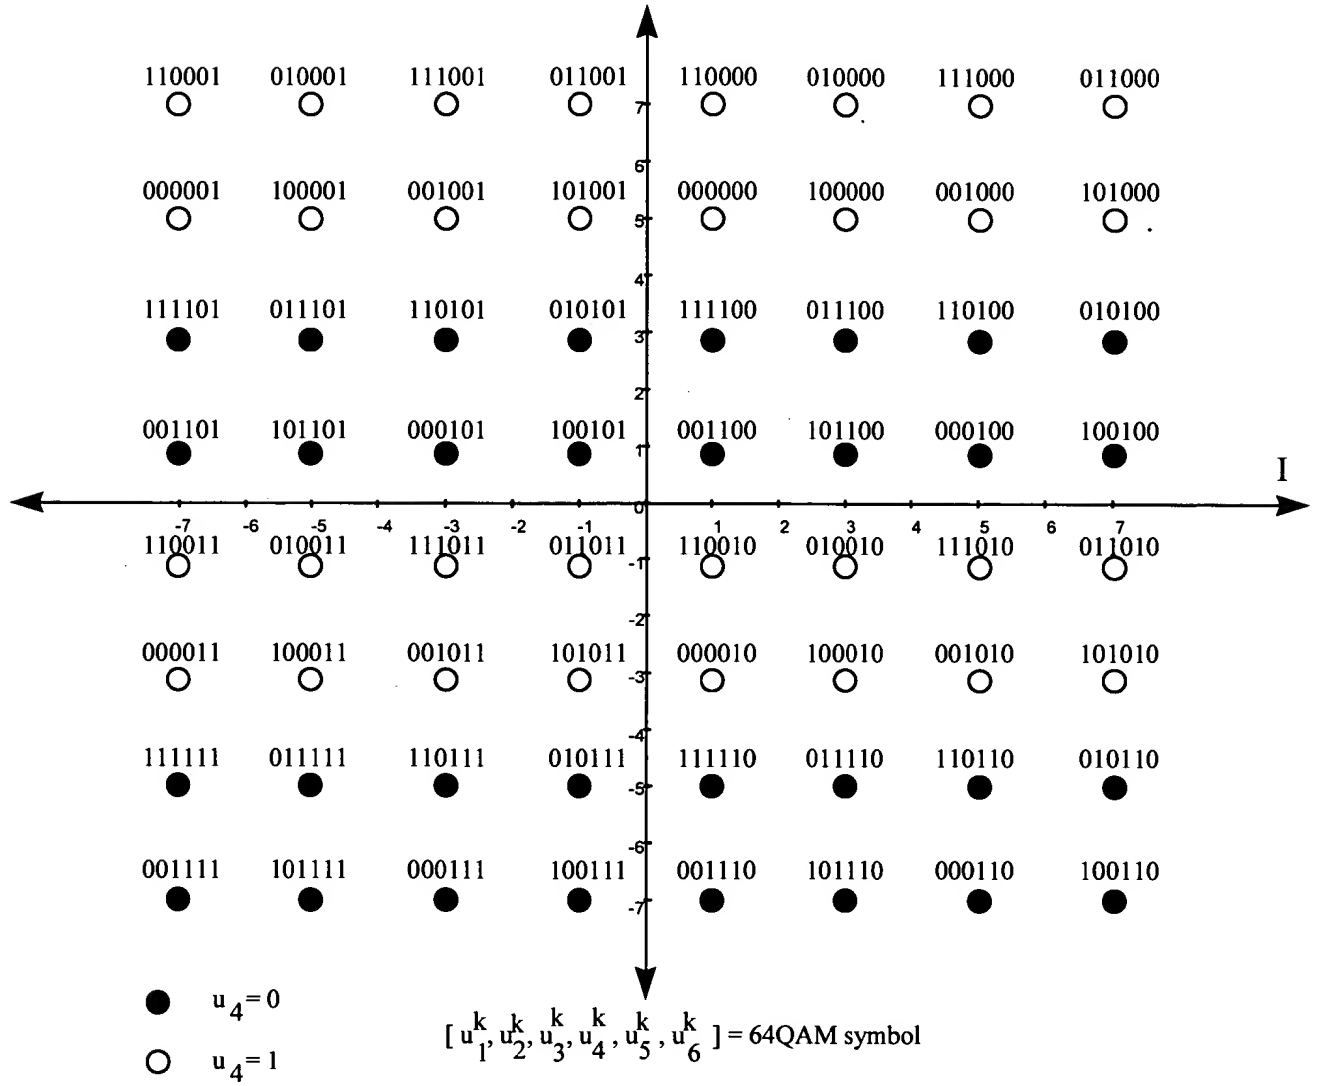 110001 010001 111001 011001 110000 010000 111000 011000
7
6
000001 100001 001001 101001 000000 100000 001000 101000
5
4
111101 011101 110101 010101 111100 011100 110100 010100
3
2
001101 101101 000101 100101 001100 101100 000100 100100
1
I
0
-7 -6 -5 -4 -3 -2 -1 1 2 3 4 5 6 7
110011 010011 111011 011011 110010 010010 111010 011010
-1
-2
000011 100011 001011 101011 000010 100010 001010 101010
-3
-4
111111 011111 110111 010111 111110 011110 110110 010110
-5
-6
001111 101111 000111 100111 001110 101110 000110 100110
-7
u4=0
[ u1k, u2k, u3k, u4k, u5k, u6k ] = 64QAM symbol
u4=1